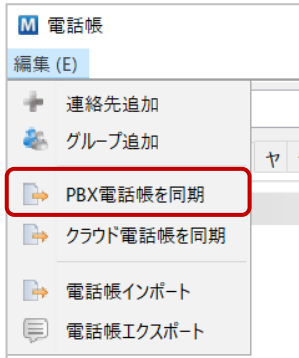 M 電話帳
編集 (E)
連絡先追加
グループ追加
ヤ
PBX電話帳を同期
クラウド電話帳を同期
電話帳インポート
電話帳エクスポート